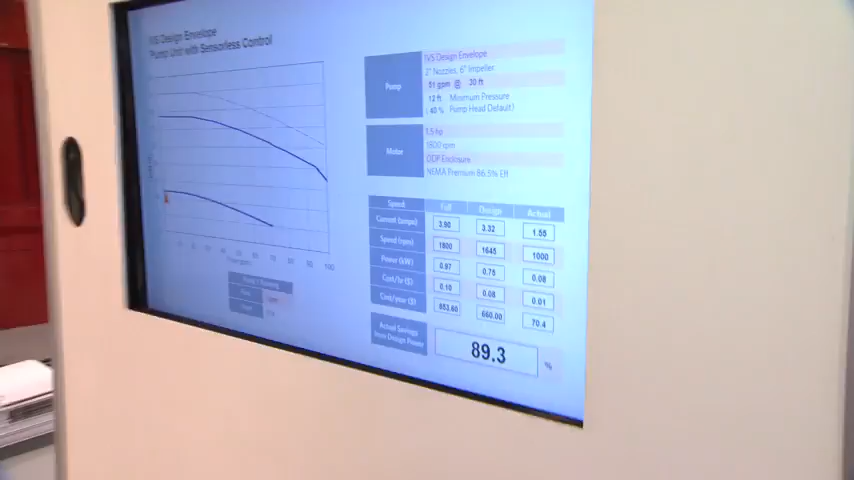 IVS Design Envelope
Pump Unit with Sensorless Control
Pump
IVS Design Envelope
2" Nozzles, 6" Impeller
51 gpm @ 30 ft
12 ft Minimum Pressure
40 % Pump Head Default)
Motor
1.5 hp
1800 rpm
ODP Enclosure
NEMA Premium 86.5% Eff
Speed: Full Design Actual
Current (amps) 3.90 3.32 1.55
Speed (rpm) 1800 1645 1000
Power (kW) 0.97 0.75 0.08
Cost/hr ($) 0.10 0.08 0.01
Cost/year ($) 853.60 660.00 70.4
Actual Savings
from Design Power
89.3 %
70 80 90 100